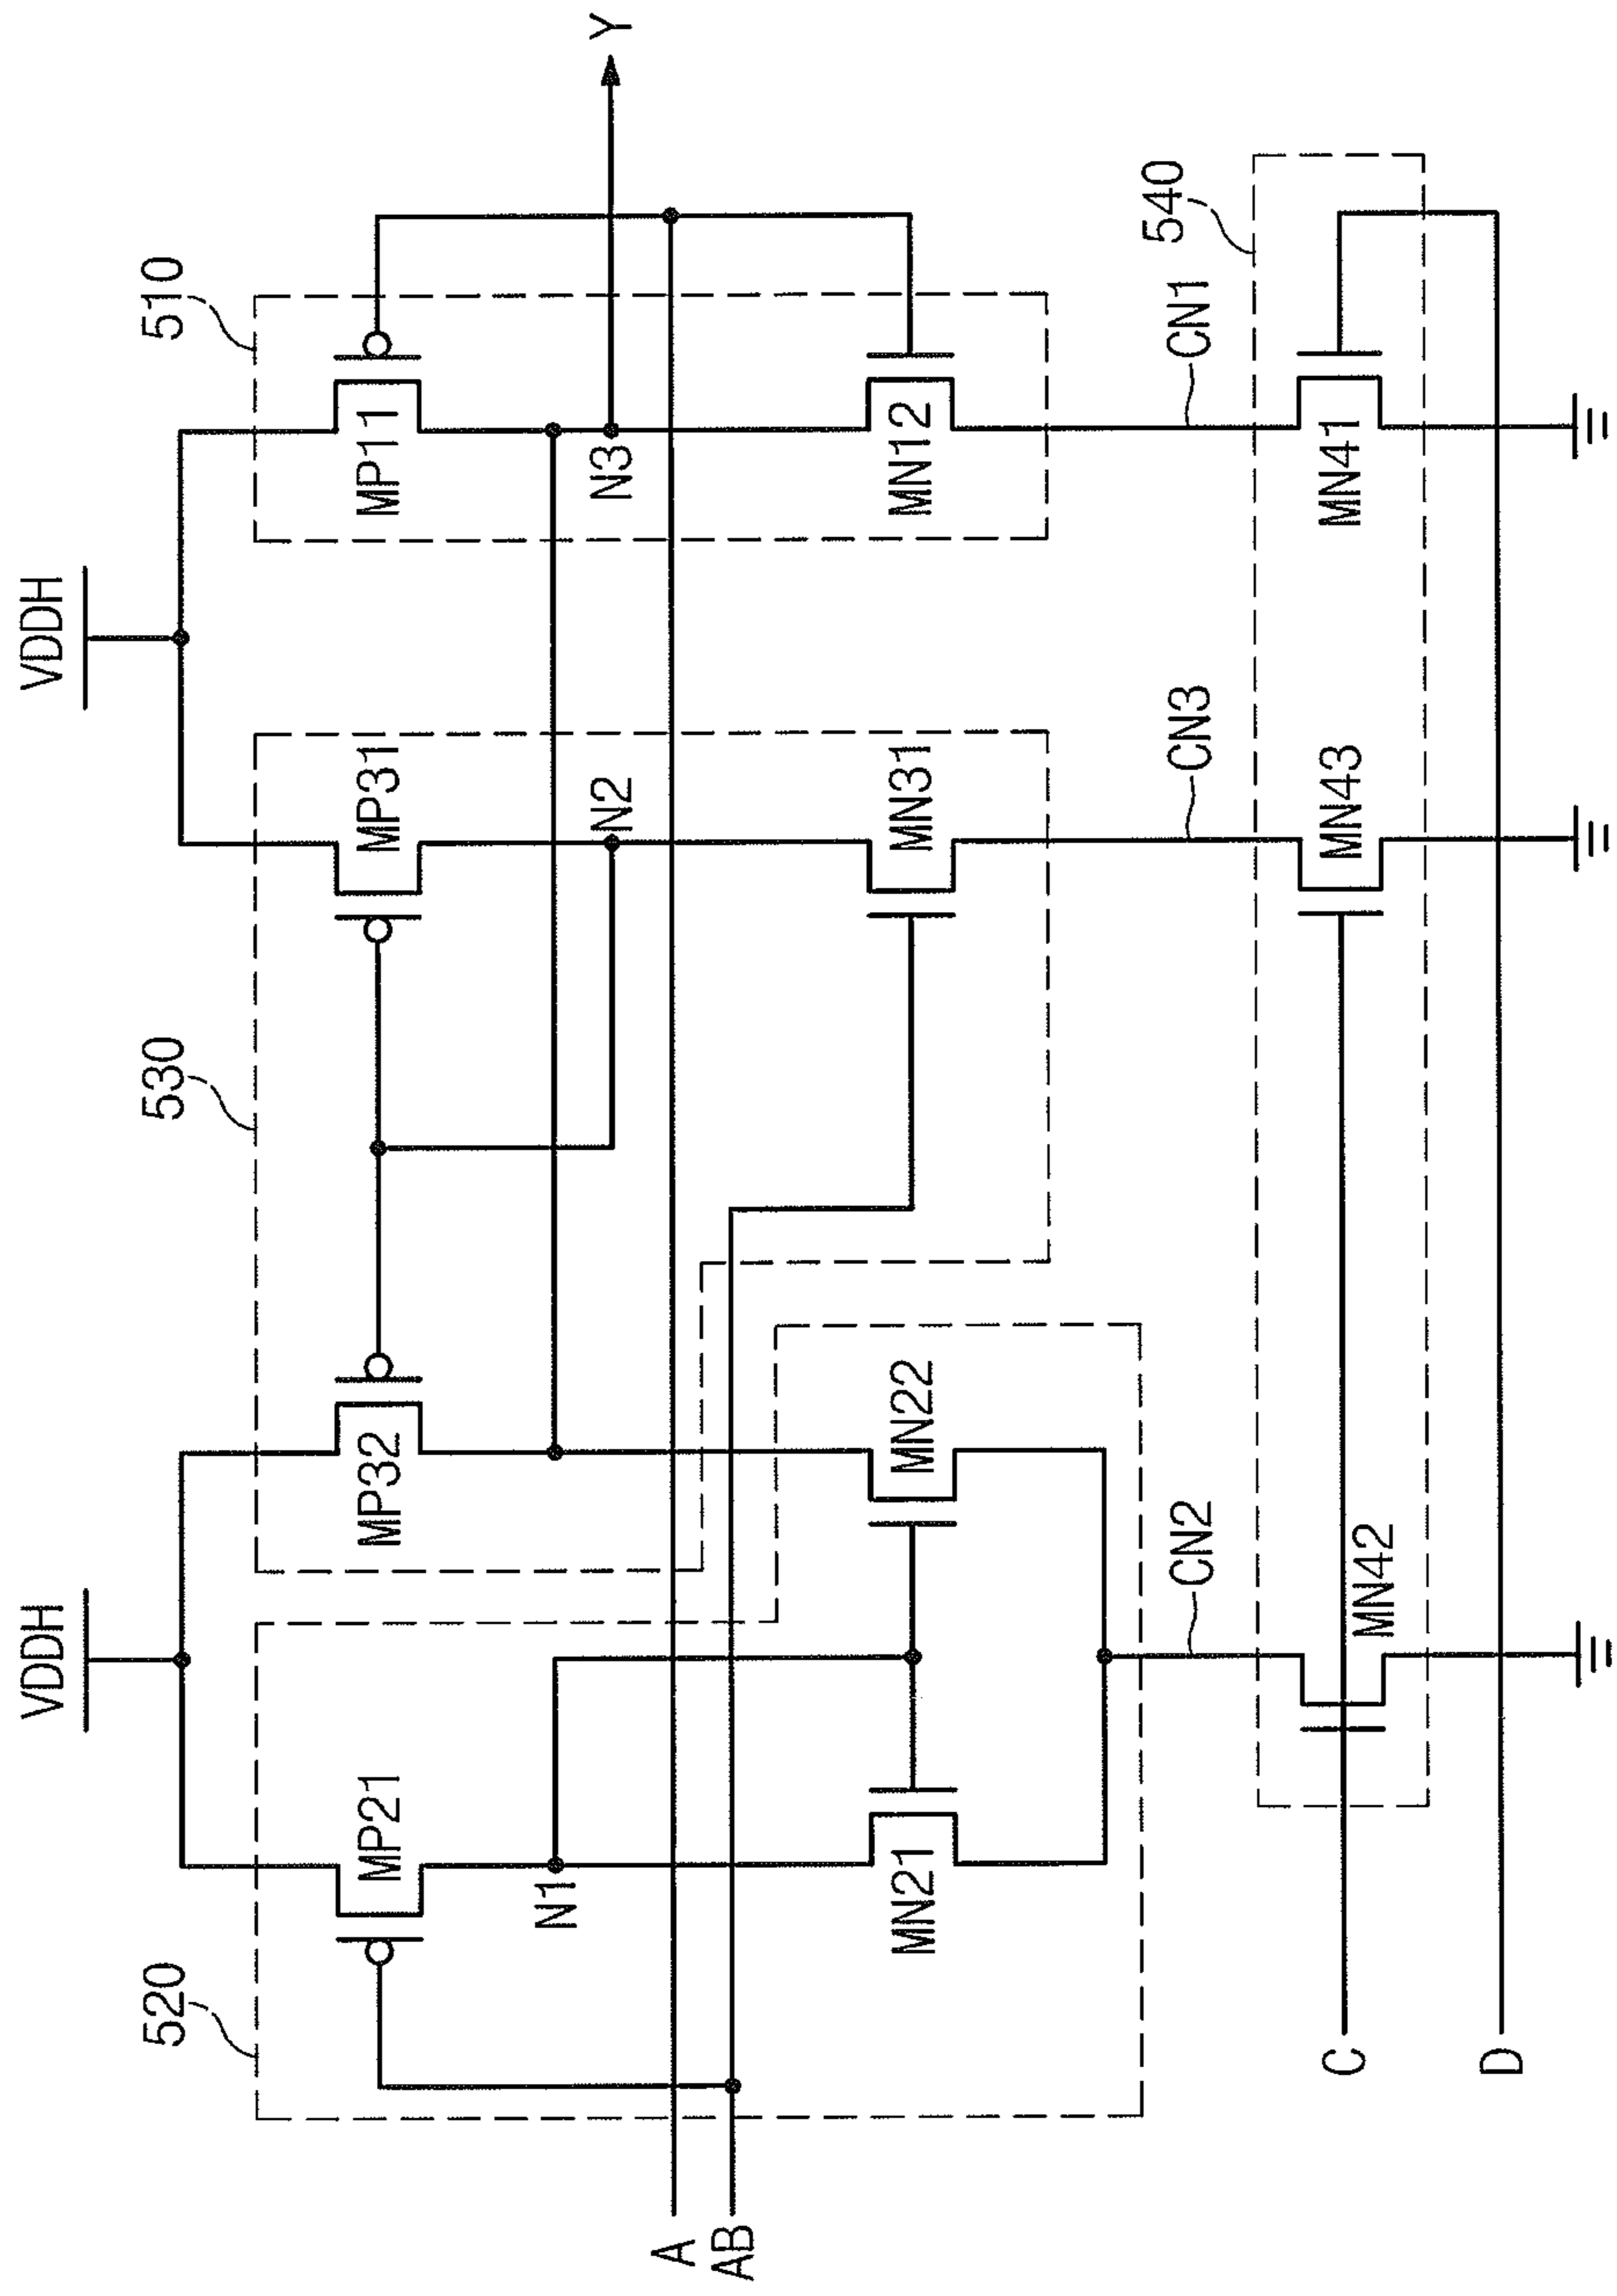 VDDH
VDDH
520
530
510
MP21
MP32
MP31
MP11
N1
N2
N3
Y
A
AB
MN21
MN22
MN31
MN12
CN2
CN3
CN1
540
C
MN42
MN43
MN41
D